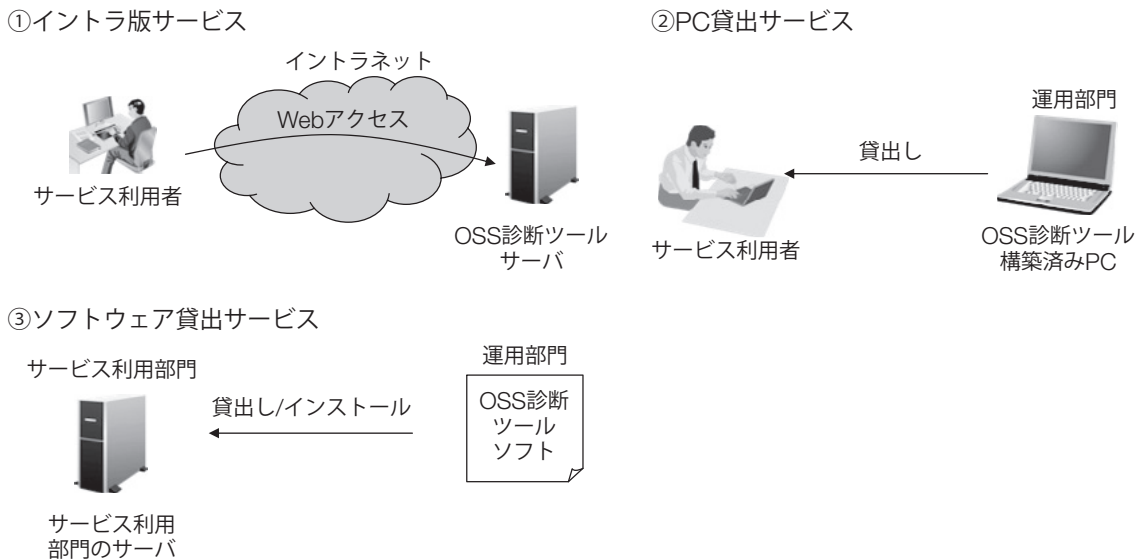 ①イントラ版サービス
イントラネット
Webアクセス
サービス利用者
OSS診断ツール
サーバ
②PC貸出サービス
運用部門
貸出し
サービス利用者
OSS診断ツール
構築済みPC
③ソフトウェア貸出サービス
サービス利用部門
貸出し/インストール
サービス利用
部門のサーバ
運用部門
OSS診断
ツール
ソフト